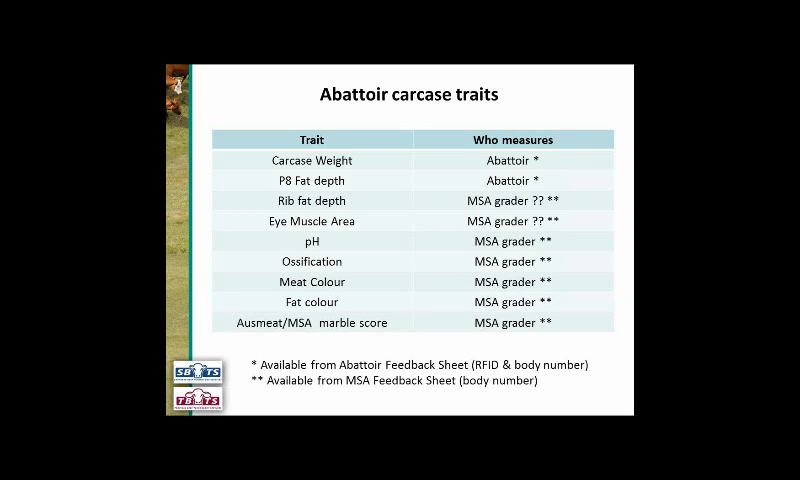 Abattoir carcase traits
Trait Who measures
Carcase Weight Abattoir *
P8 Fat depth Abattoir *
Rib fat depth MSA grader ?? **
Eye Muscle Area MSA grader ?? **
pH MSA grader **
Ossification MSA grader **
Meat Colour MSA grader **
Fat colour MSA grader **
Ausmeat/MSA marble score MSA grader **
* Available from Abattoir Feedback Sheet (RFID & body number)
** Available from MSA Feedback Sheet (body number)
SBTS
TBTS